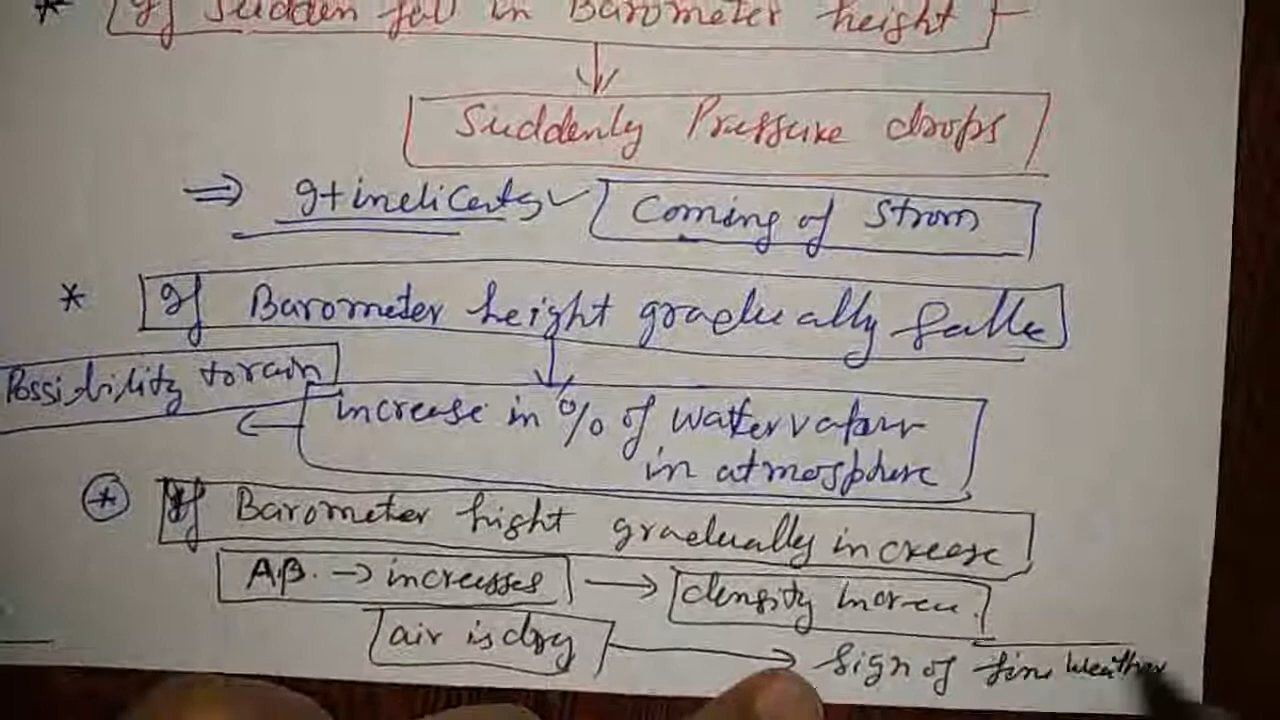 * If Sudden fall in Barometer height
Suddenly Pressure drops
⇒ It indicates Coming of Strom
* If Barometer height gradually falls
Possibility to rain
increase in % of water vapour
in atmosphere
* If Barometer hight gradually increase
A.P. → increases → density increa.
air is dry → Sign of fine weather